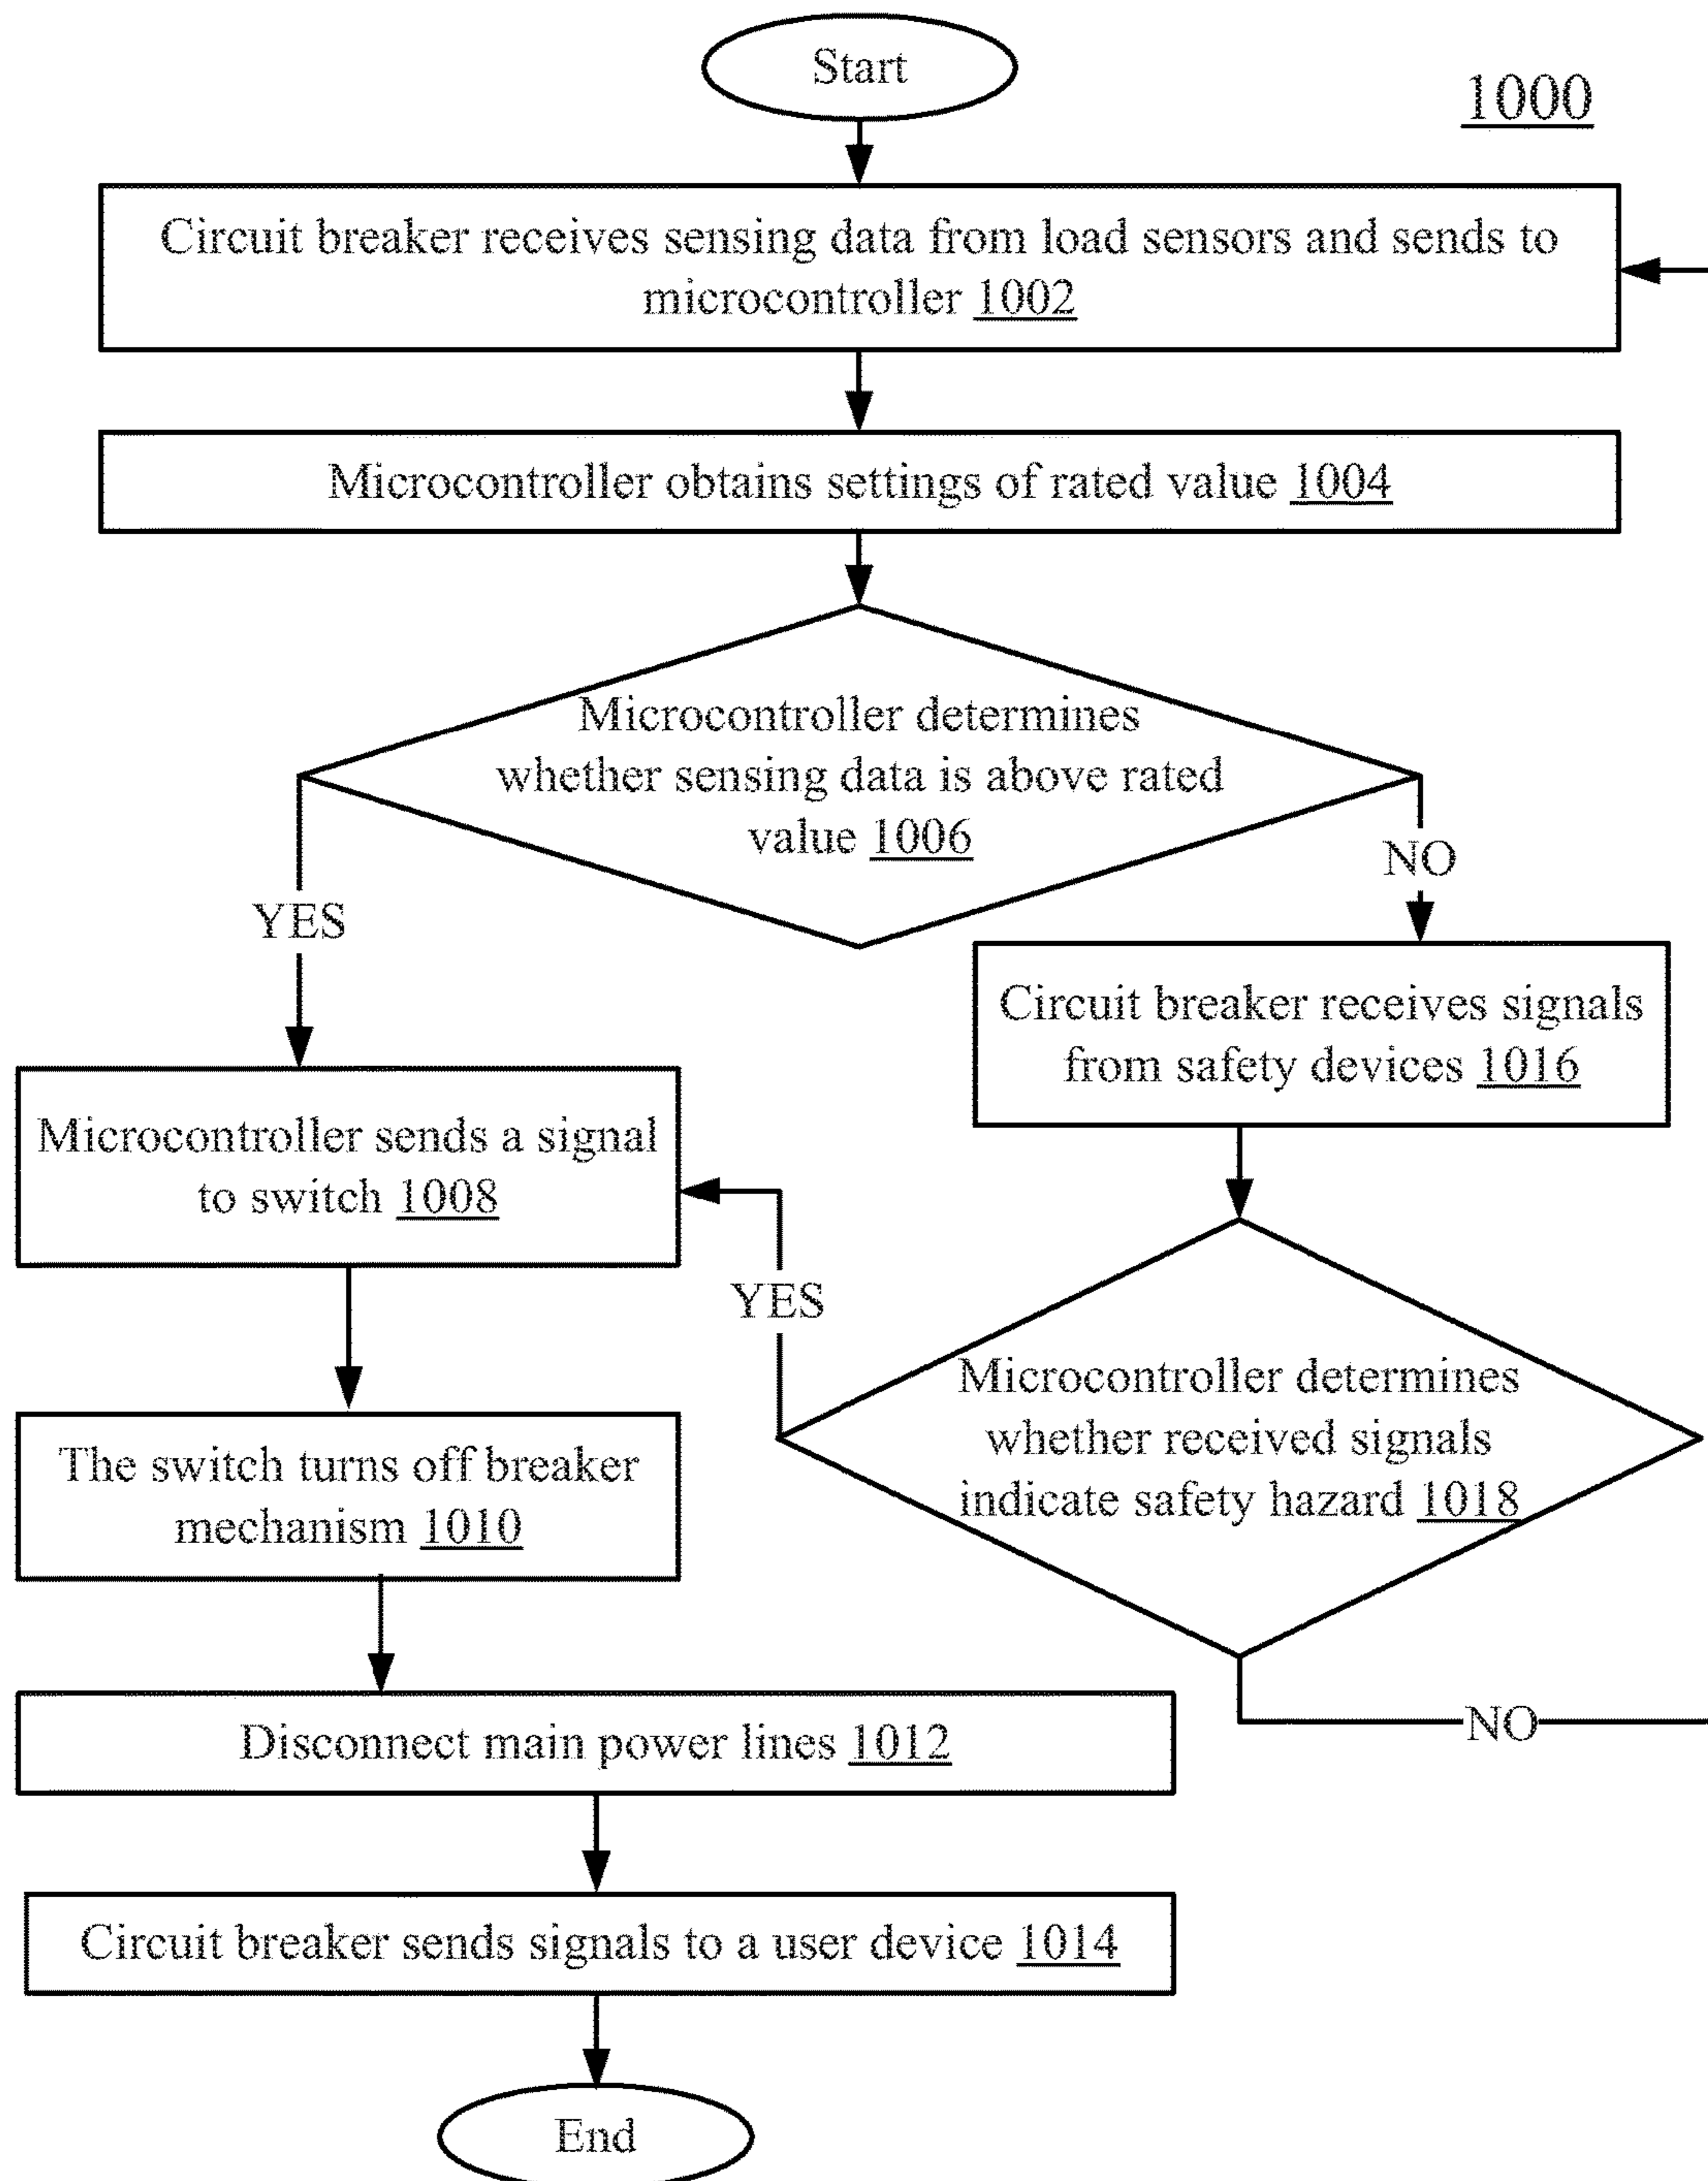 Start
1000
Circuit breaker receives sensing data from load sensors and sends to
microcontroller 1002
Microcontroller obtains settings of rated value 1004
Microcontroller determines
whether sensing data is above rated
value 1006
YES
NO
Circuit breaker receives signals
from safety devices 1016
Microcontroller sends a signal
to switch 1008
YES
Microcontroller determines
whether received signals
indicate safety hazard 1018
The switch turns off breaker
mechanism 1010
NO
Disconnect main power lines 1012
Circuit breaker sends signals to a user device 1014
End